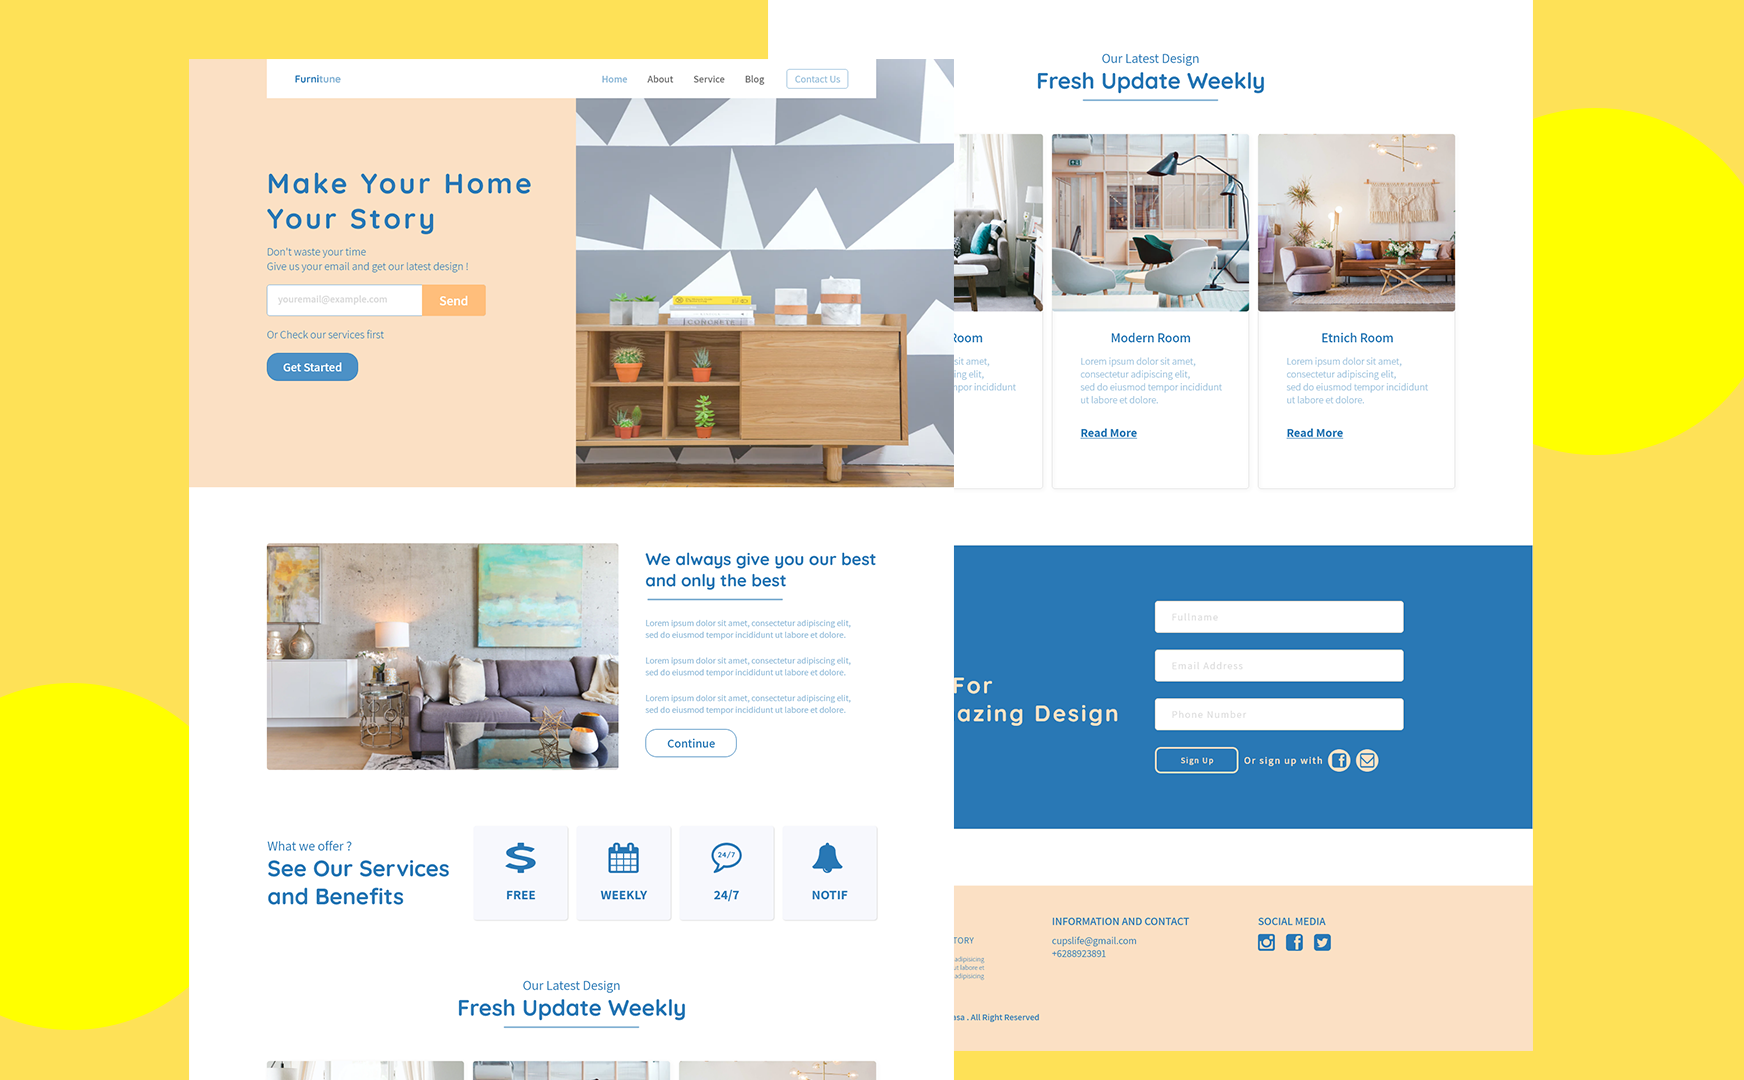 Furnitune
Home
About
Service
Blog
Contact Us
Make Your Home
Your Story
Don't waste your time
Give us your email and get our latest design !
youremail@example.com
Send
Or Check our services first
Get Started
CONCRETE
We always give you our best
and only the best
Lorem ipsum dolor sit amet, consectetur adipiscing elit,
sed do eiusmod tempor incididunt ut labore et dolore.
Lorem ipsum dolor sit amet, consectetur adipiscing elit,
sed do eiusmod tempor incididunt ut labore et dolore.
Lorem ipsum dolor sit amet, consectetur adipiscing elit,
sed do eiusmod tempor incididunt ut labore et dolore.
Continue
What we offer ?
See Our Services
and Benefits
FREE
WEEKLY
24/7
24/7
NOTIF
Our Latest Design
Fresh Update Weekly
Our Latest Design
Fresh Update Weekly
Room
sit amet,
ing elit,
mpor incididunt
Modern Room
Lorem ipsum dolor sit amet,
consectetur adipiscing elit,
sed do eiusmod tempor incididunt
ut labore et dolore.
Read More
Etnich Room
Lorem ipsum dolor sit amet,
consectetur adipiscing elit,
sed do eiusmod tempor incididunt
ut labore et dolore.
Read More
For
azing Design
Fullname
Email Address
Phone Number
Sign Up
Or sign up with
TORY
adipisicing
ut labore et
adipisicing
INFORMATION AND CONTACT
cupslife@gmail.com
+6288923891
SOCIAL MEDIA
asa . All Right Reserved